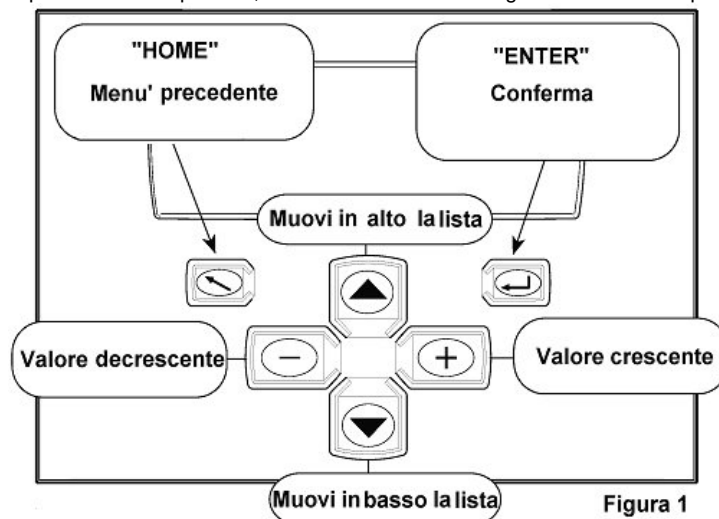 "HOME"
Menu' precedente
"ENTER"
Conferma
Muovi in alto la lista
Valore decrescente
Valore crescente
Muovi in basso la lista
Figura 1